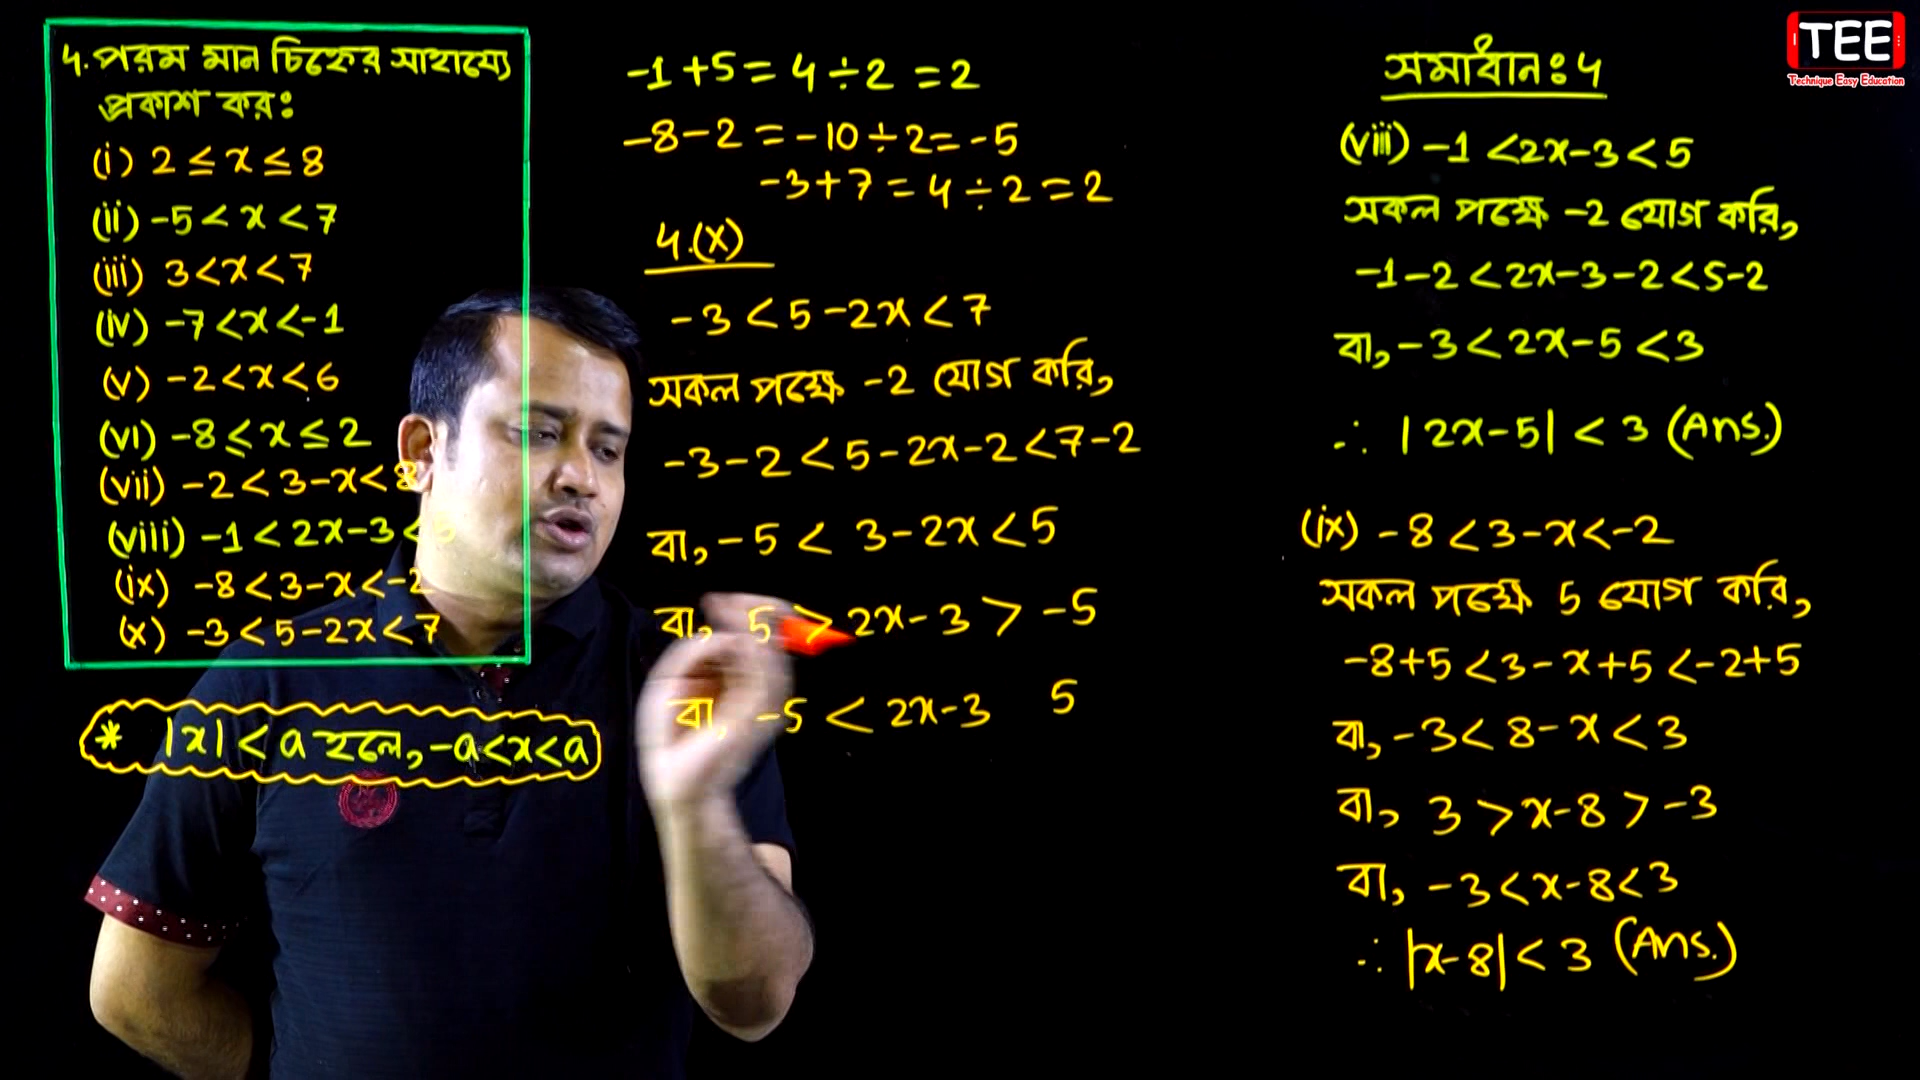 4. পরম মান চিহ্নের সাহায্যে
প্রকাশ কর:
(i) 2 ≤ x ≤ 8
(ii) -5 < x < 7
(iii) 3 < x < 7
(iv) -7 < x < -1
(v) -2 < x < 6
(vi) -8 ≤ x ≤ 2
(vii) -2 < 3-x < 8
(viii) -1 < 2x-3 < 5
(ix) -8 < 3-x < -2
(x) -3 < 5-2x < 7
* |x| < a হলে, -a < x < a
-1+5 = 4 ÷ 2 = 2
-8-2 = -10 ÷ 2 = -5
-3+7 = 4 ÷ 2 = 2
4.(x)
-3 < 5-2x < 7
সকল পক্ষে -2 যোগ করি,
-3-2 < 5-2x-2 < 7-2
বা, -5 < 3-2x < 5
বা, 5 > 2x-3 > -5
বা, -5 < 2x-3 5
TEE
Technique Easy Education
সমাধান: 4
(viii) -1 < 2x-3 < 5
সকল পক্ষে -2 যোগ করি,
-1-2 < 2x-3-2 < 5-2
বা, -3 < 2x-5 < 3
∴ |2x-5| < 3 (Ans.)
(ix) -8 < 3-x < -2
সকল পক্ষে 5 যোগ করি,
-8+5 < 3-x+5 < -2+5
বা, -3 < 8-x < 3
বা, 3 > x-8 > -3
বা, -3 < x-8 < 3
∴ |x-8| < 3 (Ans.)